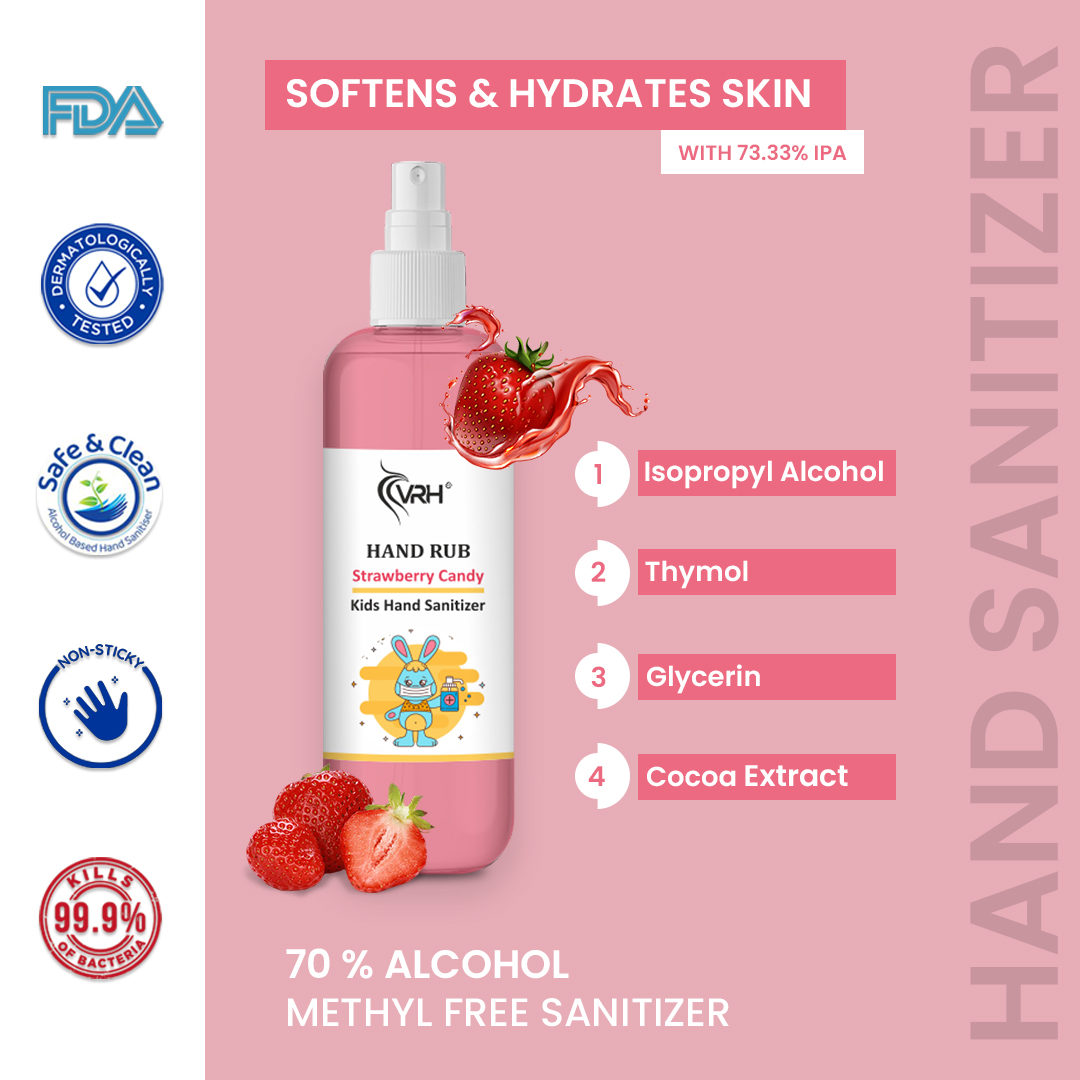 FDA
DERMATOLOGICALLY
TESTED
Safe & Clean
Alcohol Based Hand Sanitiser
NON-STICKY
KILLS
99.9%
OF BACTERIA
SOFTENS & HYDRATES SKIN
WITH 73.33% IPA
VRH
HAND RUB
Strawberry Candy
Kids Hand Sanitizer
1 Isopropyl Alcohol
2 Thymol
3 Glycerin
4 Cocoa Extract
70 % ALCOHOL
METHYL FREE SANITIZER
HAND SANITIZER